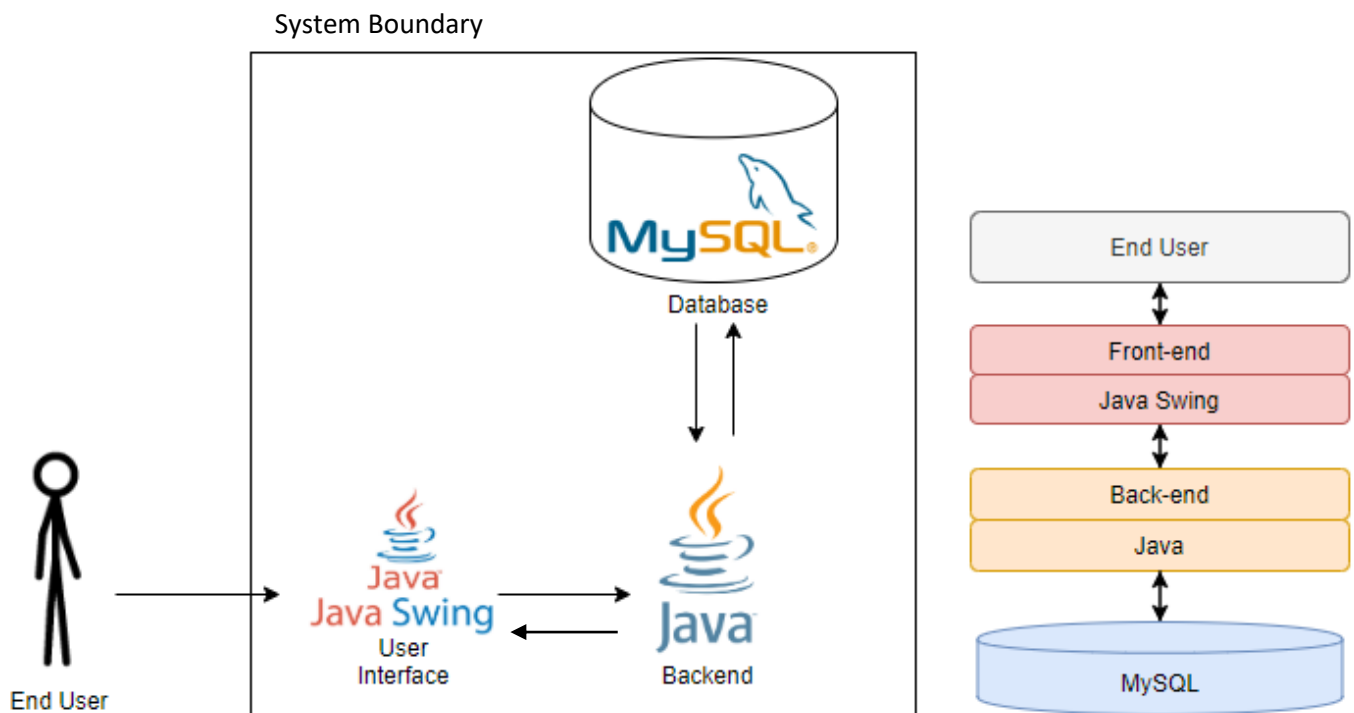 System Boundary
MySQL®
Database
Java
Java Swing
User
Interface
Java
Backend
End User
End User
Front-end
Java Swing
Back-end
Java
MySQL